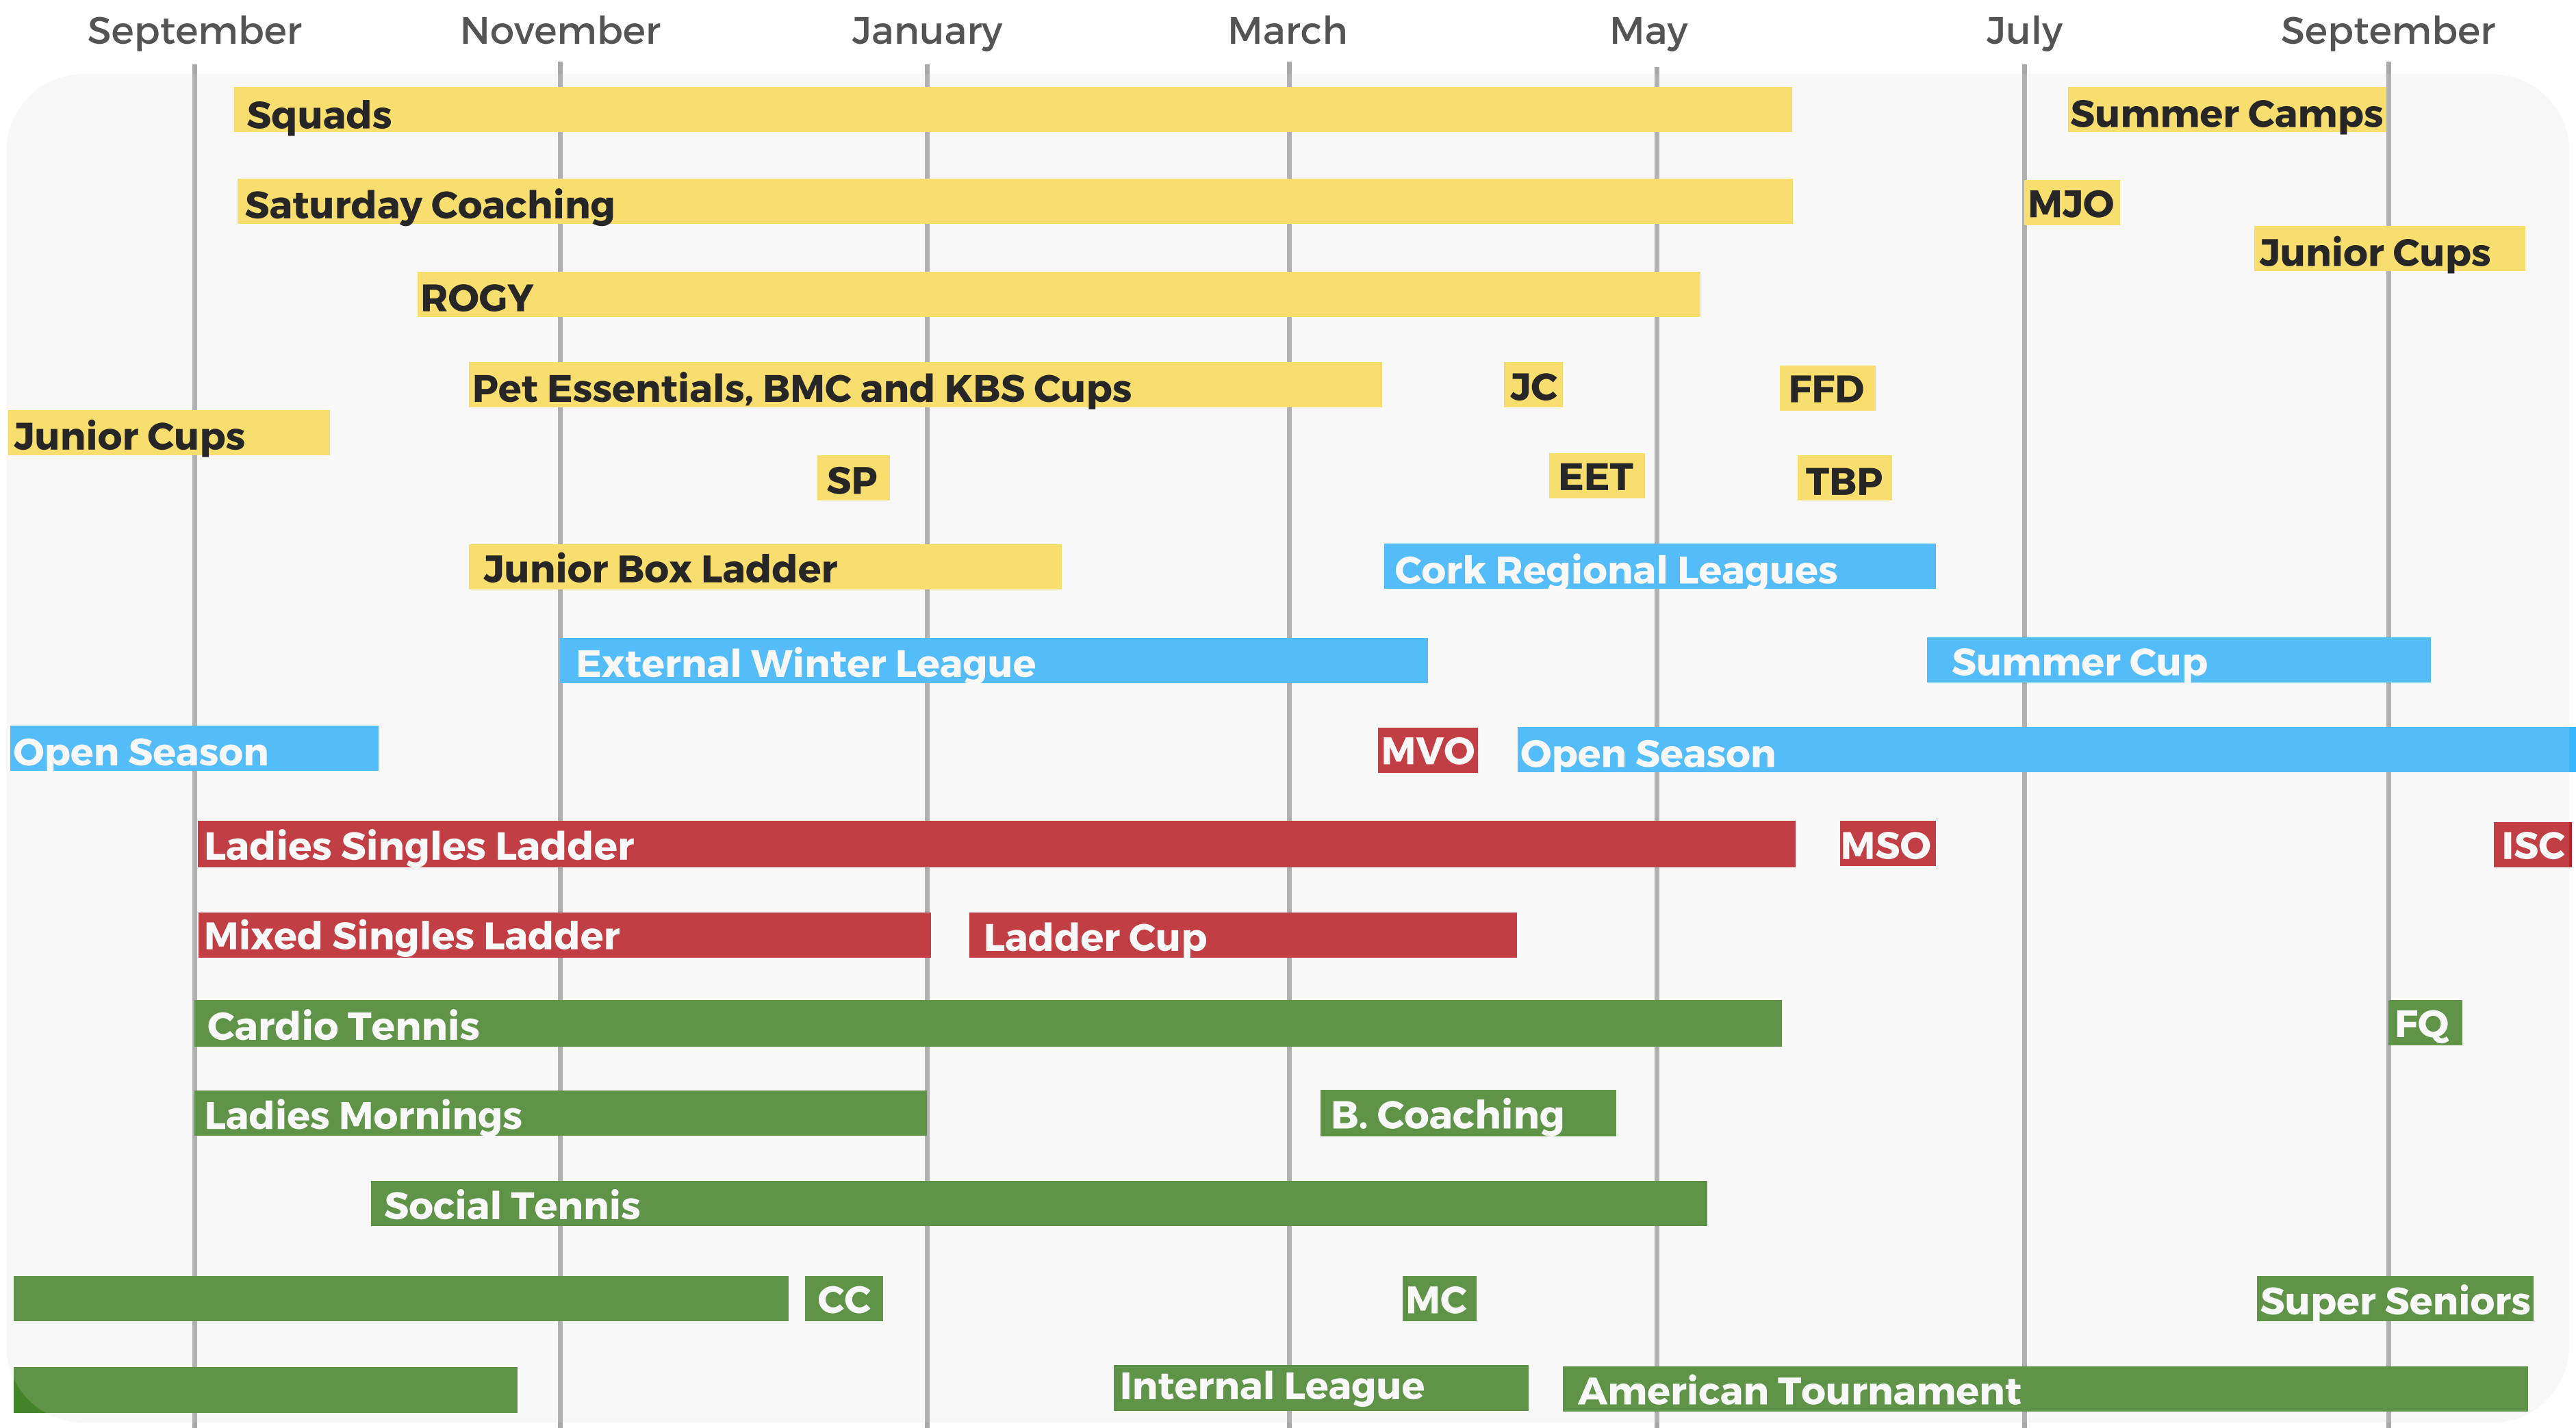 September November January March May July September
Squads Summer Camps
Saturday Coaching MJO
Junior Cups
ROGY
Pet Essentials, BMC and KBS Cups JC FFD
Junior Cups
SP EET TBP
Junior Box Ladder Cork Regional Leagues
External Winter League Summer Cup
Open Season MVO Open Season
Ladies Singles Ladder MSO ISC
Mixed Singles Ladder Ladder Cup
Cardio Tennis FQ
Ladies Mornings B. Coaching
Social Tennis
CC MC Super Seniors
Internal League American Tournament